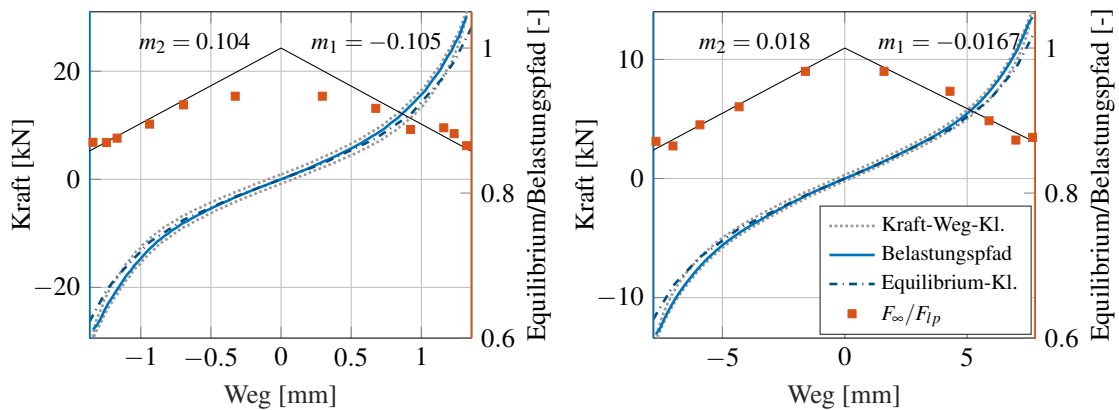 m₂ = 0.104
m₁ = −0.105
20
0
−20
Kraft [kN]
1
0.8
0.6
Equilibrium/Belastungspfad [-]
−1
−0.5
0
0.5
1
Weg [mm]
m₂ = 0.018
m₁ = −0.0167
10
0
−10
Kraft [kN]
1
0.8
0.6
Equilibrium/Belastungspfad [-]
Kraft-Weg-Kl.
Belastungspfad
Equilibrium-Kl.
F∞/Flp
−5
0
5
Weg [mm]